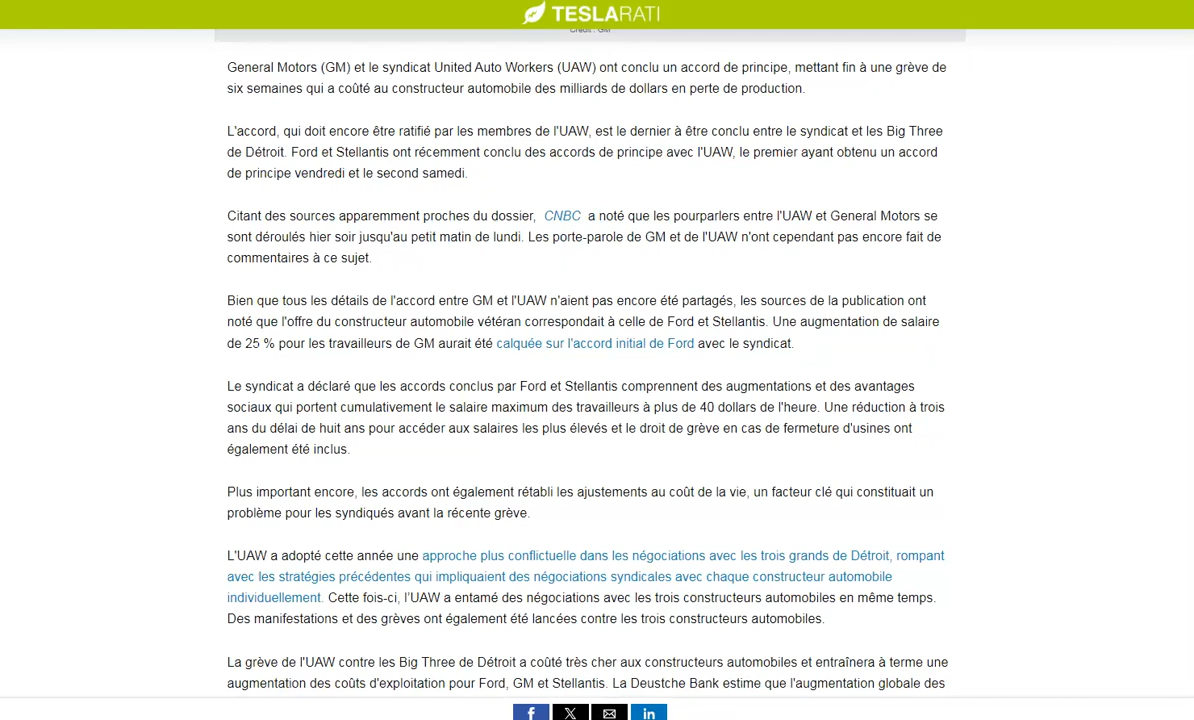 TESLARATI
Crédit : GM
General Motors (GM) et le syndicat United Auto Workers (UAW) ont conclu un accord de principe, mettant fin à une grève de
six semaines qui a coûté au constructeur automobile des milliards de dollars en perte de production.
L'accord, qui doit encore être ratifié par les membres de l'UAW, est le dernier à être conclu entre le syndicat et les Big Three
de Détroit. Ford et Stellantis ont récemment conclu des accords de principe avec l'UAW, le premier ayant obtenu un accord
de principe vendredi et le second samedi.
Citant des sources apparemment proches du dossier, CNBC a noté que les pourparlers entre l'UAW et General Motors se
sont déroulés hier soir jusqu'au petit matin de lundi. Les porte-parole de GM et de l'UAW n'ont cependant pas encore fait de
commentaires à ce sujet.
Bien que tous les détails de l'accord entre GM et l'UAW n'aient pas encore été partagés, les sources de la publication ont
noté que l'offre du constructeur automobile vétéran correspondait à celle de Ford et Stellantis. Une augmentation de salaire
de 25 % pour les travailleurs de GM aurait été calquée sur l'accord initial de Ford avec le syndicat.
Le syndicat a déclaré que les accords conclus par Ford et Stellantis comprennent des augmentations et des avantages
sociaux qui portent cumulativement le salaire maximum des travailleurs à plus de 40 dollars de l'heure. Une réduction à trois
ans du délai de huit ans pour accéder aux salaires les plus élevés et le droit de grève en cas de fermeture d'usines ont
également été inclus.
Plus important encore, les accords ont également rétabli les ajustements au coût de la vie, un facteur clé qui constituait un
problème pour les syndiqués avant la récente grève.
L'UAW a adopté cette année une approche plus conflictuelle dans les négociations avec les trois grands de Détroit, rompant
avec les stratégies précédentes qui impliquaient des négociations syndicales avec chaque constructeur automobile
individuellement. Cette fois-ci, l'UAW a entamé des négociations avec les trois constructeurs automobiles en même temps.
Des manifestations et des grèves ont également été lancées contre les trois constructeurs automobiles.
La grève de l'UAW contre les Big Three de Détroit a coûté très cher aux constructeurs automobiles et entraînera à terme une
augmentation des coûts d'exploitation pour Ford, GM et Stellantis. La Deustche Bank estime que l'augmentation globale des